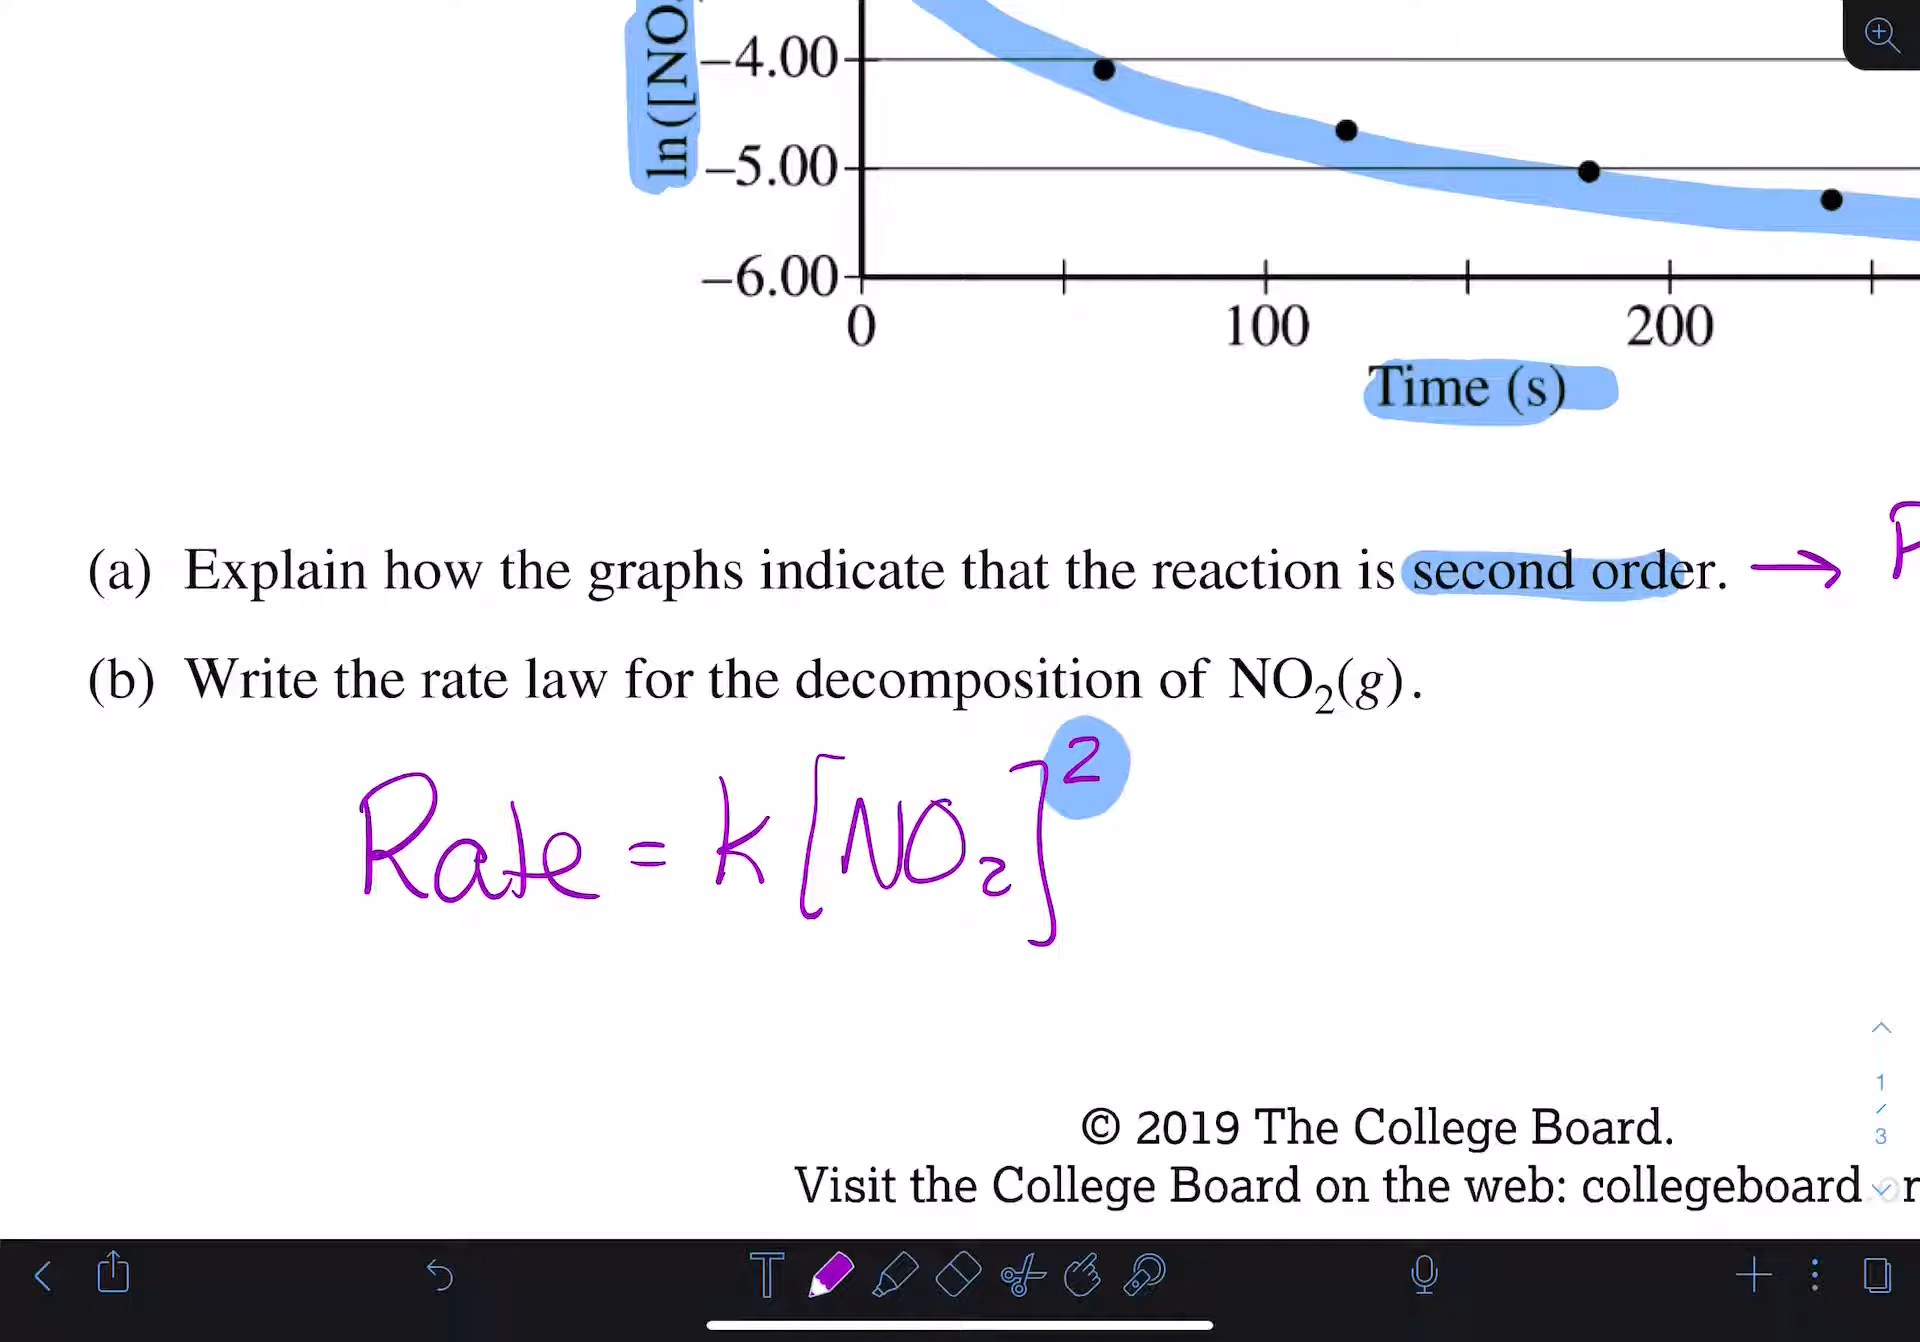 ln([NO
–4.00
–5.00
–6.00
0 100 200
Time (s)
(a) Explain how the graphs indicate that the reaction is second order. →
(b) Write the rate law for the decomposition of NO₂(g).
Rate = k[NO₂]²
© 2019 The College Board.
Visit the College Board on the web: collegeboard.or
1
/
3
T